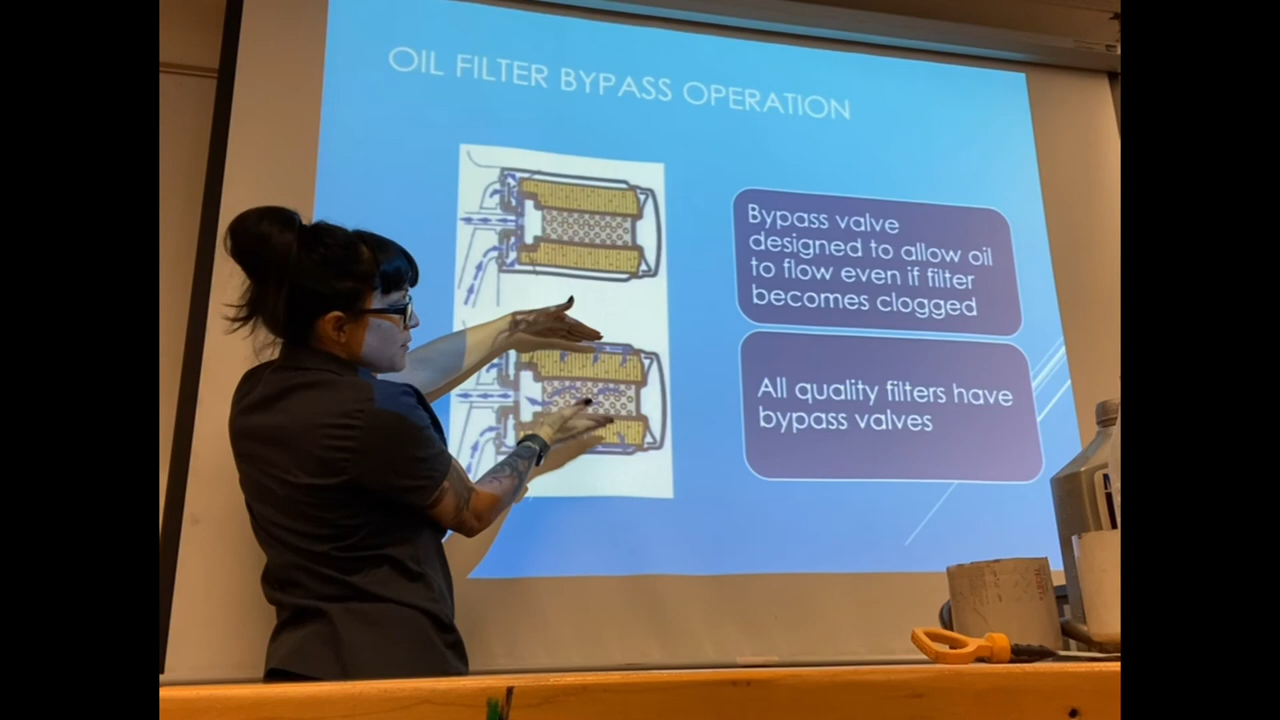 OIL FILTER BYPASS OPERATION
Bypass valve
designed to allow oil
to flow even if filter
becomes clogged
All quality filters have
bypass valves